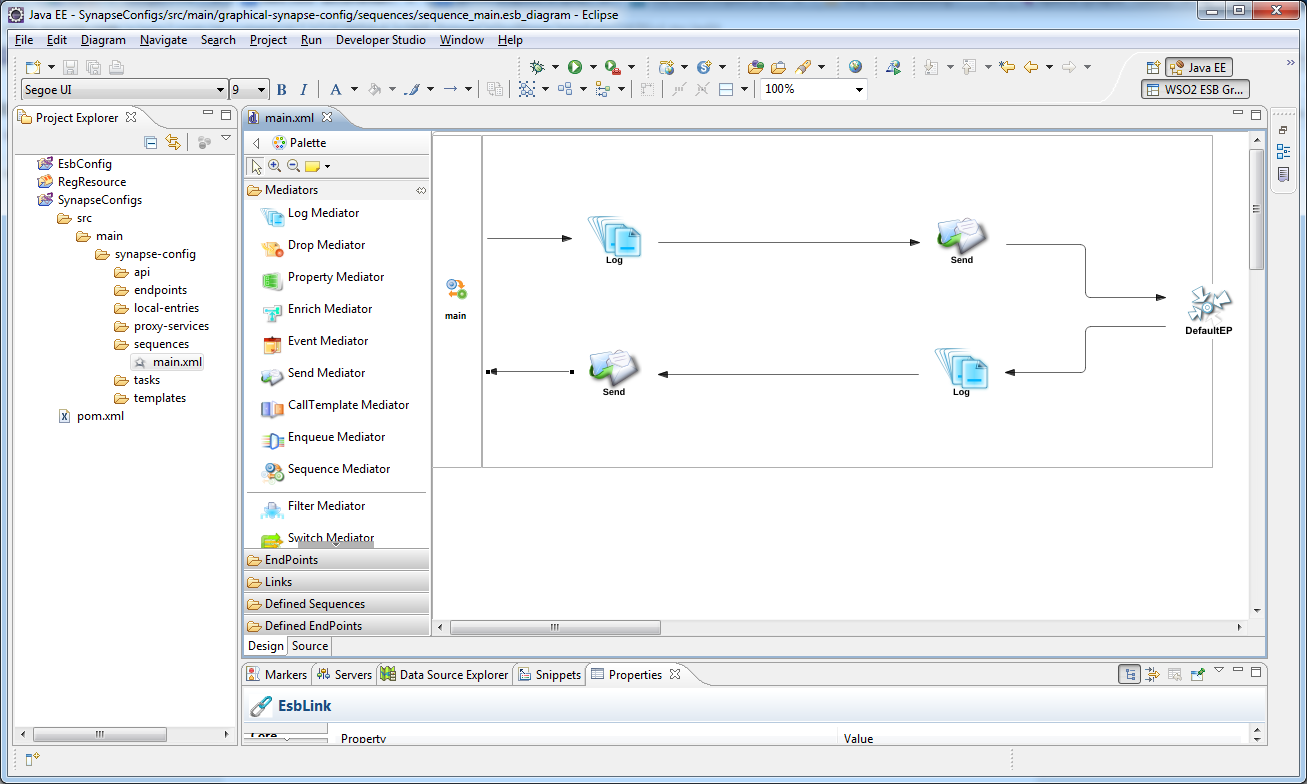 Java EE - SynapseConfigs/src/main/graphical-synapse-config/sequences/sequence_main.esb_diagram - Eclipse
File Edit Diagram Navigate Search Project Run Developer Studio Window Help
Java EE
Segoe UI 9 B I A 100% WSO2 ESB Gr...
Project Explorer
EsbConfig
RegResource
SynapseConfigs
src
main
synapse-config
api
endpoints
local-entries
proxy-services
sequences
main.xml
tasks
templates
pom.xml
main.xml
Palette
Mediators
Log Mediator
Drop Mediator
Property Mediator
Enrich Mediator
Event Mediator
Send Mediator
CallTemplate Mediator
Enqueue Mediator
Sequence Mediator
Filter Mediator
Switch Mediator
EndPoints
Links
Defined Sequences
Defined EndPoints
Design Source
Log
Send
main
DefaultEP
Send
Log
Markers Servers Data Source Explorer Snippets Properties
EsbLink
Core
Property Value